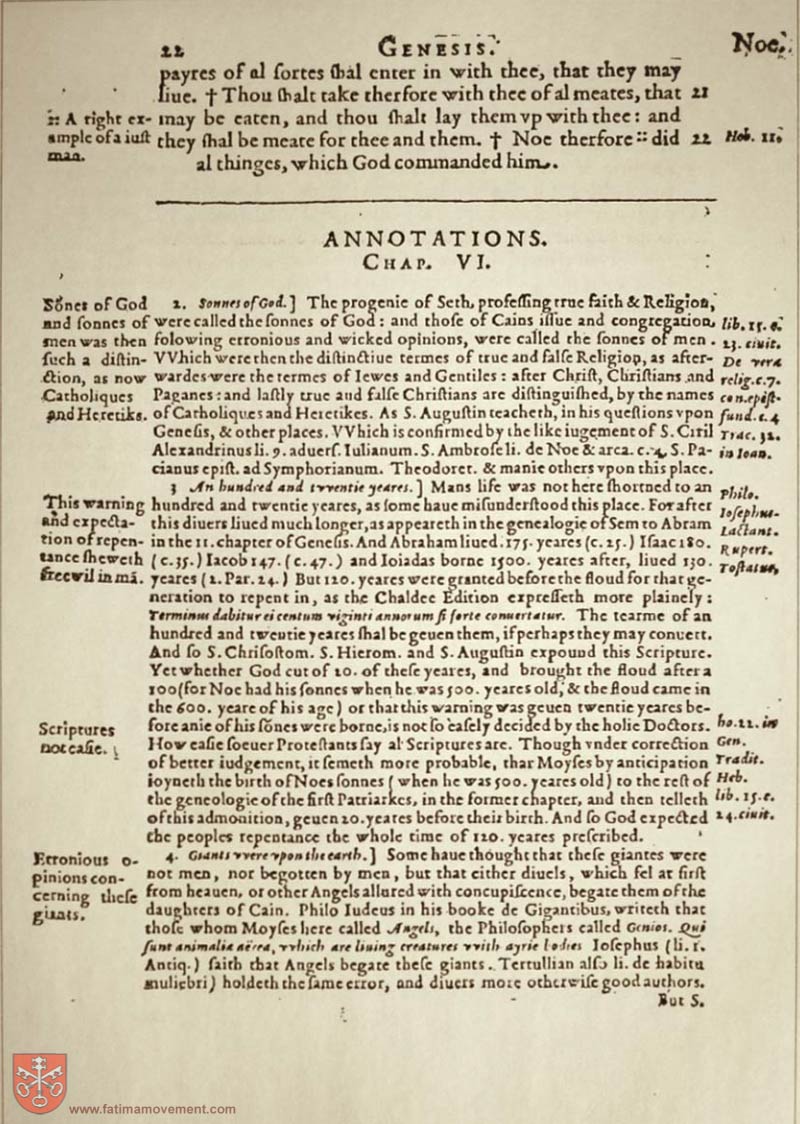 22
GENESIS.
Noe.
payres of al ſortes ſhal enter in with thee, that they may
liue. † Thou ſhalt take therfore with thee of al meates, that 21
may be eaten, and thou ſhalt lay them vp with thee: and
they ſhal be meate for thee and them. † Noe therfore :: did 22
al thinges, which God commanded him.
:: A right ex-
ample of a iuſt
man.
Heb. 11.
ANNOTATIONS.
CHAP. VI.
Sõnes of God
and ſonnes of
men was then
ſuch a diſtin-
ction, as now
Catholiques
and Heretiks.
2. Sonnes of God.] The progenie of Seth, profeſſing true faith & Religion,
were called the ſonnes of God: and thoſe of Cains iſſue and congregation,
folowing erronious and wicked opinions, were called the ſonnes of men.
VVhich were then the diſtinctiue termes of true and falſe Religion, as after-
wardes were the termes of Iewes and Gentiles: after Chriſt, Chriſtians and
Paganes: and laſtly true and falſe Chriſtians are diſtinguiſhed, by the names
of Catholiques and Heretikes. As S. Auguſtin teacheth, in his queſtions vpon
Geneſis, & other places. VVhich is confirmed by the like iugement of S. Ciril
Alexandrinus li. 9. aduerſ. Iulianum. S. Ambroſe li. de Noe & arca. c. 4. S. Pa-
cianus epiſt. ad Symphorianum. Theodoret. & manie others vpon this place.
lib. 15. c.
23. ciuit.
De vera
relig. c. 7.
con. epiſt.
fund. c. 4
Trac. 32.
in Ioan.
This warning
and expecta-
tion of repen-
tance ſheweth
freewil in mã.
3 An hundred and tvventie yeares.] Mans life was not here ſhortned to an
hundred and twentie yeares, as ſome haue miſunderſtood this place. For after
this diuers liued much longer, as appeareth in the genealogie of Sem to Abram
in the 11. chapter of Geneſis. And Abraham liued. 175. yeares (c. 25.) Iſaac 180.
(c. 35.) Iacob 147. (c. 47.) and Ioiadas borne 1500. yeares after, liued 130.
yeares (2. Par. 24.) But 120. yeares were granted before the floud for that ge-
neration to repent in, as the Chaldee Edition expreſſeth more plainely:
Terminus dabitur ei centum viginti annorum ſi forte conuertatur. The tearme of an
hundred and twentie yeares ſhal be geuen them, if perhaps they may conuert.
And ſo S. Chriſoſtom. S. Hierom. and S. Auguſtin expound this Scripture.
Yet whether God cut of 20. of theſe yeares, and brought the floud after a
100 (for Noe had his ſonnes when he was 500. yeares old, & the floud came in
the 600. yeare of his age) or that this warning was geuen twentie yeares be-
fore anie of his ſõnes were borne, is not ſo eaſely decided by the holie Doctors.
How eaſie ſoeuer Proteſtants ſay al Scriptures are. Though vnder correction
of better iudgement, it ſemeth more probable, that Moyſes by anticipation
ioyneth the birth of Noes ſonnes (when he was 500. yeares old) to the reſt of
the geneologie of the firſt Patriarkes, in the former chapter, and then telleth
of this admonition, geuen 20. yeares before their birth. And ſo God expected
the peoples repentance the whole time of 120. yeares preſcribed.
Philo.
Ioſephus.
Lactant.
Rupert.
Toſtatus,
Scriptures
not eaſie.
ho. 22. in
Gen.
Tradit.
Heb.
lib. 15. c.
24. ciuit.
Erronious o-
pinions con-
cerning theſe
giants.
4. Giants vvere vpon the earth.] Some haue thought that theſe giantes were
not men, nor begotten by men, but that either diuels, which fel at firſt
from heauen, or other Angels allured with concupiſcence, begate them of the
daughters of Cain. Philo Iudeus in his booke de Gigantibus, writeth that
thoſe whom Moyſes here called Angels, the Philoſophers called Genios. Qui
ſunt animalia aërea, vvhich are liuing creatures vvith ayrie bodies Ioſephus (li. 1.
Antiq.) ſaith that Angels begate theſe giants. Tertullian alſo li. de habitu
muliebri) holdeth the ſame error, and diuers more otherwiſe good authors.
But S.
www.fatimamovement.com